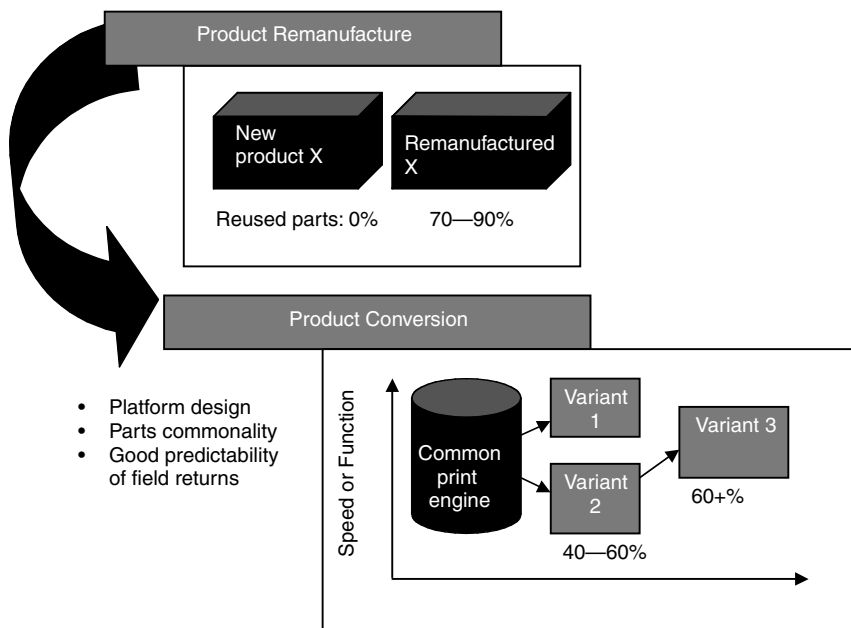 Product Remanufacture
New
product X
Remanufactured
X
Reused parts: 0%
70—90%
Product Conversion
• Platform design
• Parts commonality
• Good predictability
of field returns
Speed or Function
Common
print
engine
Variant
1
Variant
2
40—60%
Variant 3
60+%